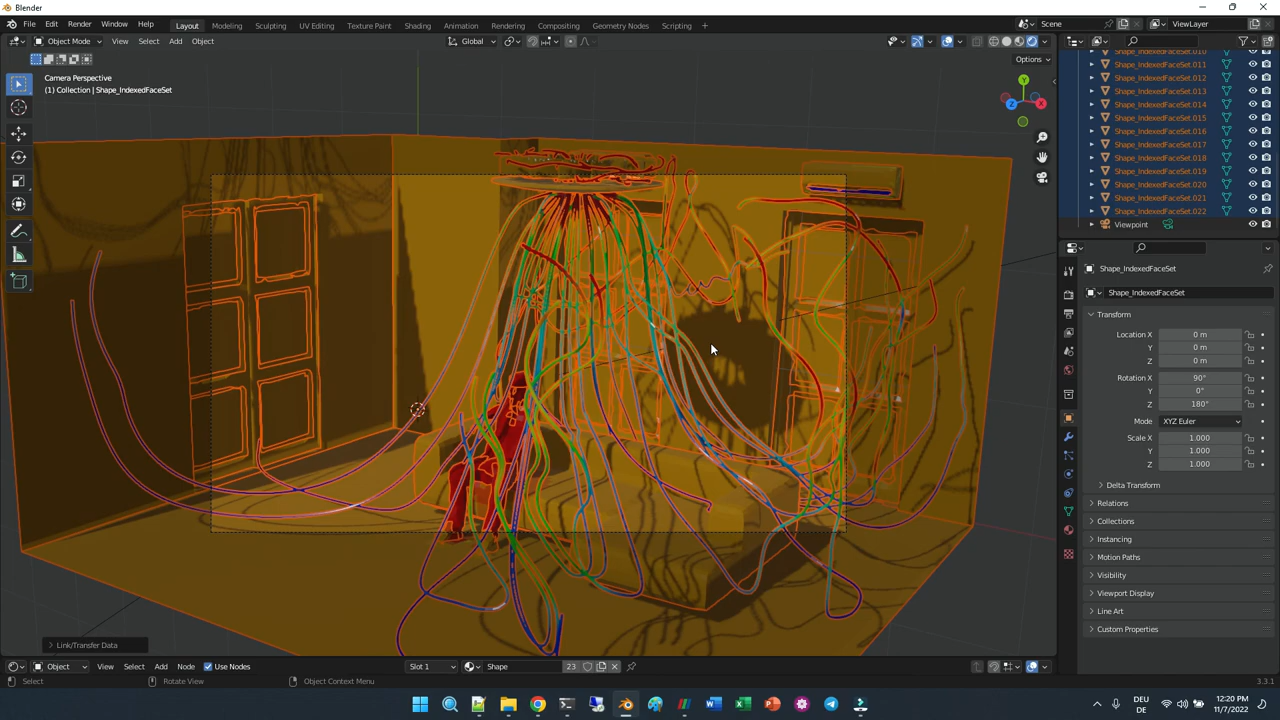 Blender
File Edit Render Window Help
Layout Modeling Sculpting UV Editing Texture Paint Shading Animation Rendering Compositing Geometry Nodes Scripting +
Scene
ViewLayer
Object Mode View Select Add Object
Global
Options
Camera Perspective
(1) Collection | Shape_IndexedFaceSet
Y
Z
X
Shape_IndexedFaceSet.010
Shape_IndexedFaceSet.011
Shape_IndexedFaceSet.012
Shape_IndexedFaceSet.013
Shape_IndexedFaceSet.014
Shape_IndexedFaceSet.015
Shape_IndexedFaceSet.016
Shape_IndexedFaceSet.017
Shape_IndexedFaceSet.018
Shape_IndexedFaceSet.019
Shape_IndexedFaceSet.020
Shape_IndexedFaceSet.021
Shape_IndexedFaceSet.022
Viewpoint
Shape_IndexedFaceSet
Shape_IndexedFaceSet
Transform
Location X 0 m
Y 0 m
Z 0 m
Rotation X 90°
Y 0°
Z 180°
Mode XYZ Euler
Scale X 1.000
Y 1.000
Z 1.000
Delta Transform
Relations
Collections
Instancing
Motion Paths
Visibility
Viewport Display
Line Art
Custom Properties
Link/Transfer Data
Object View Select Add Node Use Nodes
Slot 1
Shape 23
Select
Rotate View
Object Context Menu
3.3.1
DEU
DE
12:20 PM
11/7/2022